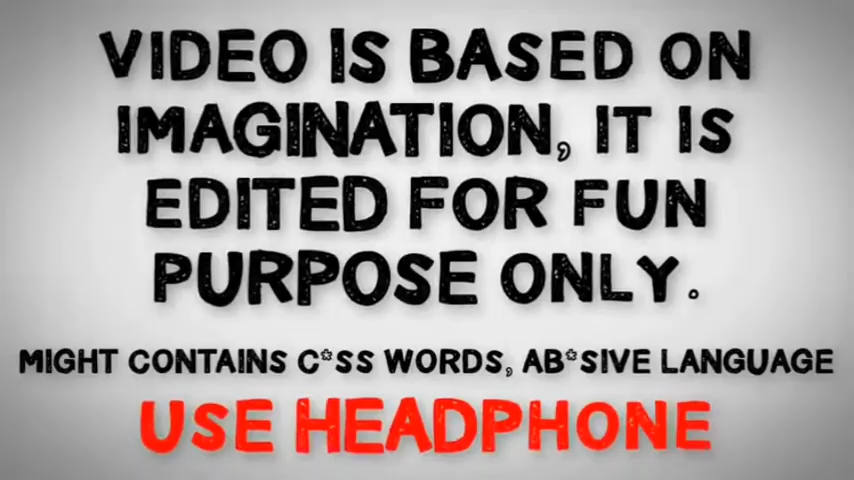 VIDEO IS BASED ON
IMAGINATION, IT IS
EDITED FOR FUN
PURPOSE ONLY.
MIGHT CONTAINS C*SS WORDS, AB*SIVE LANGUAGE
USE HEADPHONE